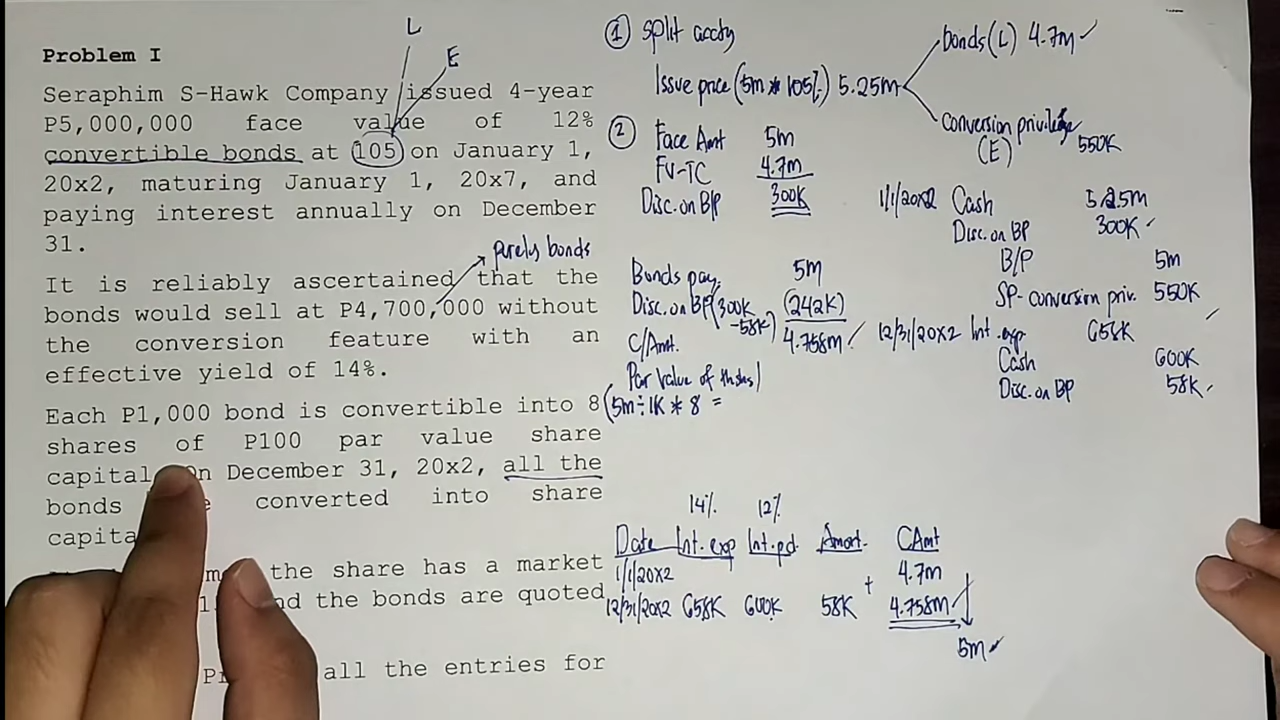 Problem I
Seraphim S-Hawk Company issued 4-year
P5,000,000 face value of 12%
convertible bonds at 105 on January 1,
20x2, maturing January 1, 20x7, and
paying interest annually on December
31.
It is reliably ascertained that the
bonds would sell at P4,700,000 without
the conversion feature with an
effective yield of 14%.
Each P1,000 bond is convertible into 8
shares of P100 par value share
capital. On December 31, 20x2, all the
bonds converted into share
the share has a market
and the bonds are quoted
all the entries for
L
E
purely bonds
① Split acctg
Issue price (5m * 105%) 5.25M
bonds (L) 4.7m ✓
conversion privilege
(E) 550K
② Face Amt 5m
FV-TC 4.7m
Disc. on B/P 300K
1/1/20x2 Cash 5.25M
Disc. on BP 300K ✓
B/P 5m
SP- conversion priv. 550K
12/31/20x2 Int. exp 658K
Cash 600K
Disc. on BP 58K ✓
Bonds pay. 5M
Disc. on BP (300K (242K)
-58K)
C/Amt. 4.758M ✓
Par value of
(5m ÷ 1K * 8 =
14% 12%
Date Int. exp Int. pd. Amort. CAmt
1/1/20x2 4.7m
12/31/20x2 658K 600K 58K + 4.758M
5m ✓